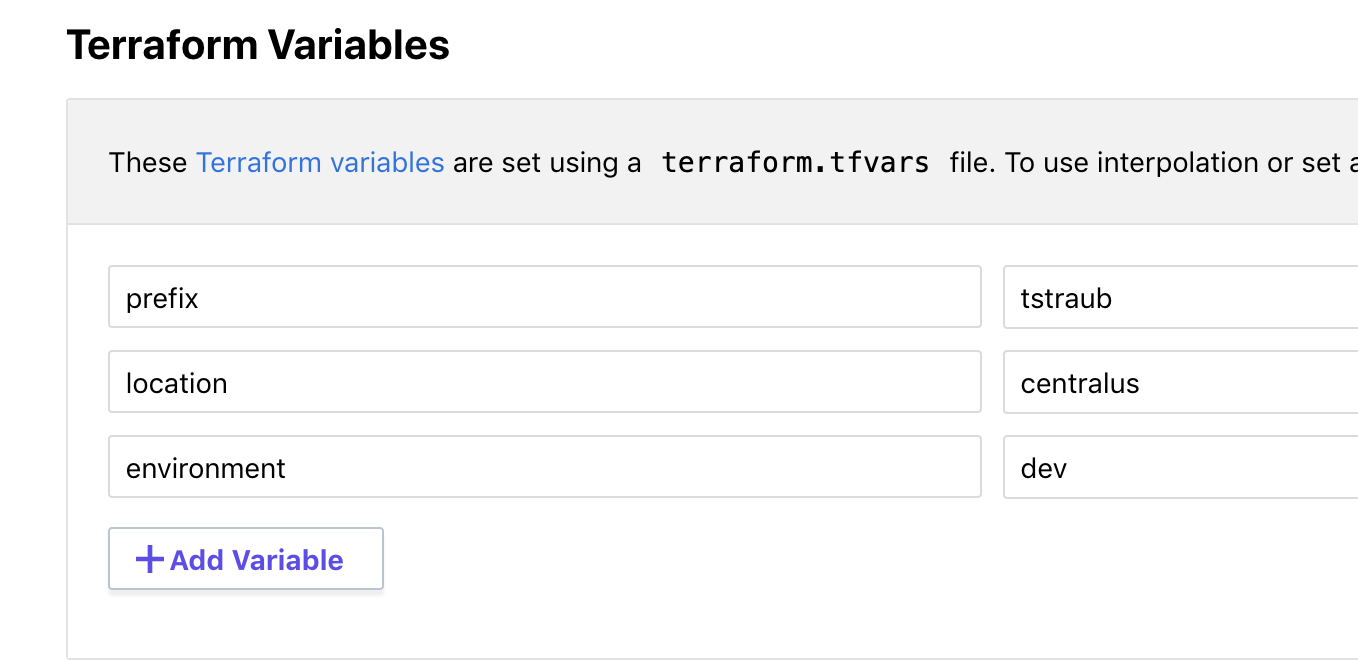 Terraform Variables
These Terraform variables are set using a terraform.tfvars file. To use interpolation or set a
prefix tstraub
location centralus
environment dev
+ Add Variable